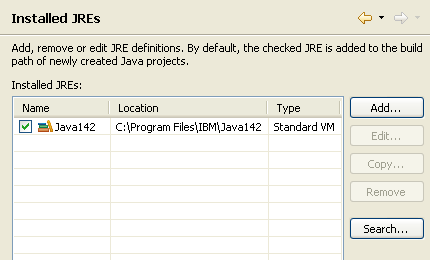 Installed JREs
Add, remove or edit JRE definitions. By default, the checked JRE is added to the build
path of newly created Java projects.
Installed JREs:
Name Location Type
Java142 C:\Program Files\IBM\Java142 Standard VM
Add...
Edit...
Copy...
Remove
Search...